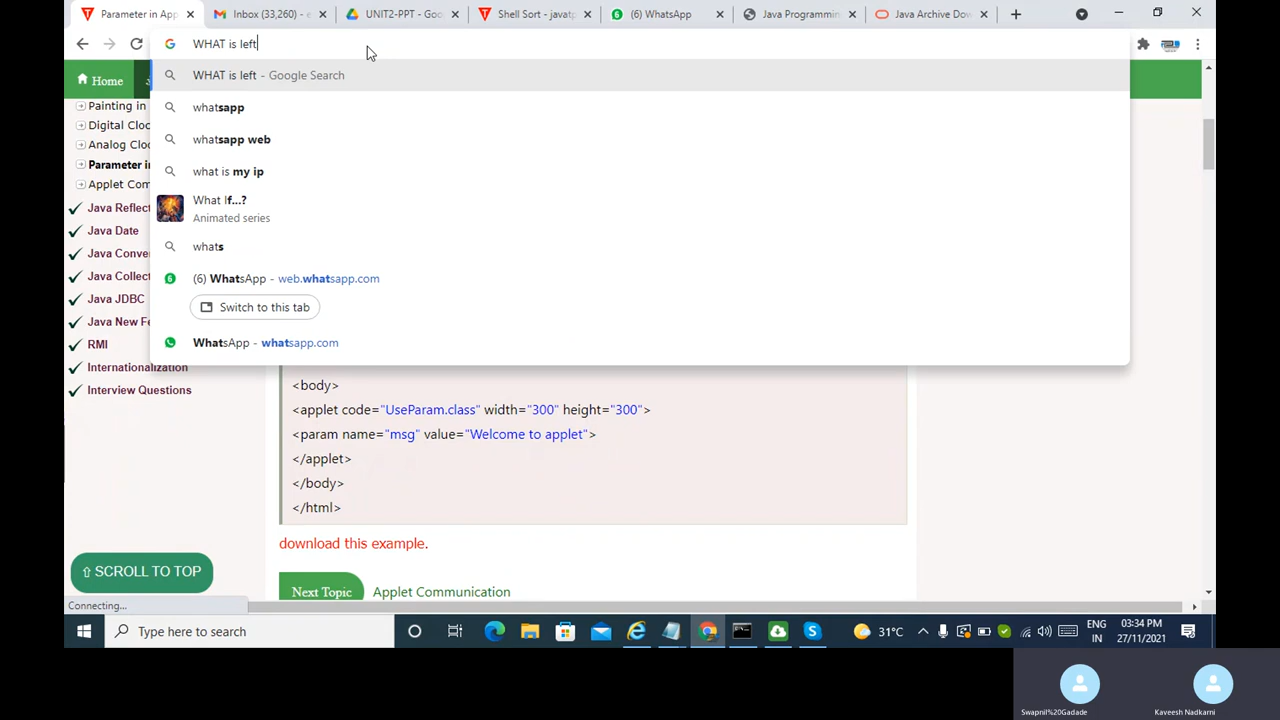 Parameter in App
Inbox (33,260) - e
UNIT2-PPT - Goo
Shell Sort - javatp
(6) WhatsApp
Java Programmin
Java Archive Dow
WHAT is left
WHAT is left - Google Search
whatsapp
whatsapp web
what is my ip
What If...?
Animated series
whats
(6) WhatsApp - web.whatsapp.com
Switch to this tab
WhatsApp - whatsapp.com
Home
Painting in
Digital Cloc
Analog Cloc
Parameter in
Applet Com
Java Reflect
Java Date
Java Conver
Java Collect
Java JDBC
Java New Fe
RMI
Internationalization
Interview Questions
<body>
<applet code="UseParam.class" width="300" height="300">
<param name="msg" value="Welcome to applet">
</applet>
</body>
</html>
download this example.
Next Topic Applet Communication
⇧ SCROLL TO TOP
Connecting...
Type here to search
31°C
ENG
IN
03:34 PM
27/11/2021
Swapnil%20Gadade
Kaveesh Nadkarni